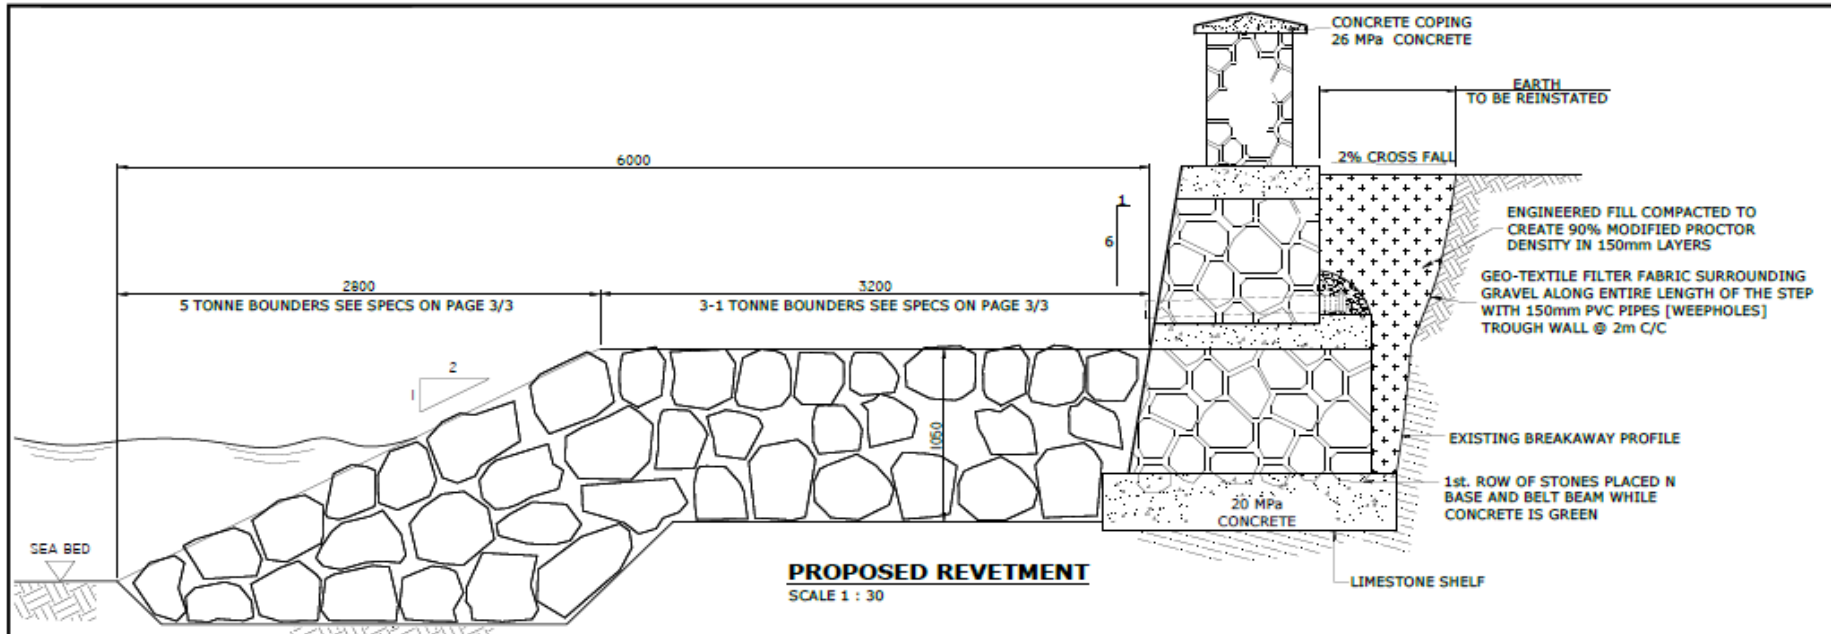 CONCRETE COPING
26 MPa CONCRETE
EARTH
TO BE REINSTATED
6000
2% CROSS FALL
1
6
ENGINEERED FILL COMPACTED TO
CREATE 90% MODIFIED PROCTOR
DENSITY IN 150mm LAYERS
2800
3200
5 TONNE BOUNDERS SEE SPECS ON PAGE 3/3
3-1 TONNE BOUNDERS SEE SPECS ON PAGE 3/3
GEO-TEXTILE FILTER FABRIC SURROUNDING
GRAVEL ALONG ENTIRE LENGTH OF THE STEP
WITH 150mm PVC PIPES [WEEPHOLES]
TROUGH WALL @ 2m C/C
2
1
1050
EXISTING BREAKAWAY PROFILE
1st. ROW OF STONES PLACED N
BASE AND BELT BEAM WHILE
CONCRETE IS GREEN
20 MPa
CONCRETE
SEA BED
PROPOSED REVETMENT
SCALE 1 : 30
LIMESTONE SHELF